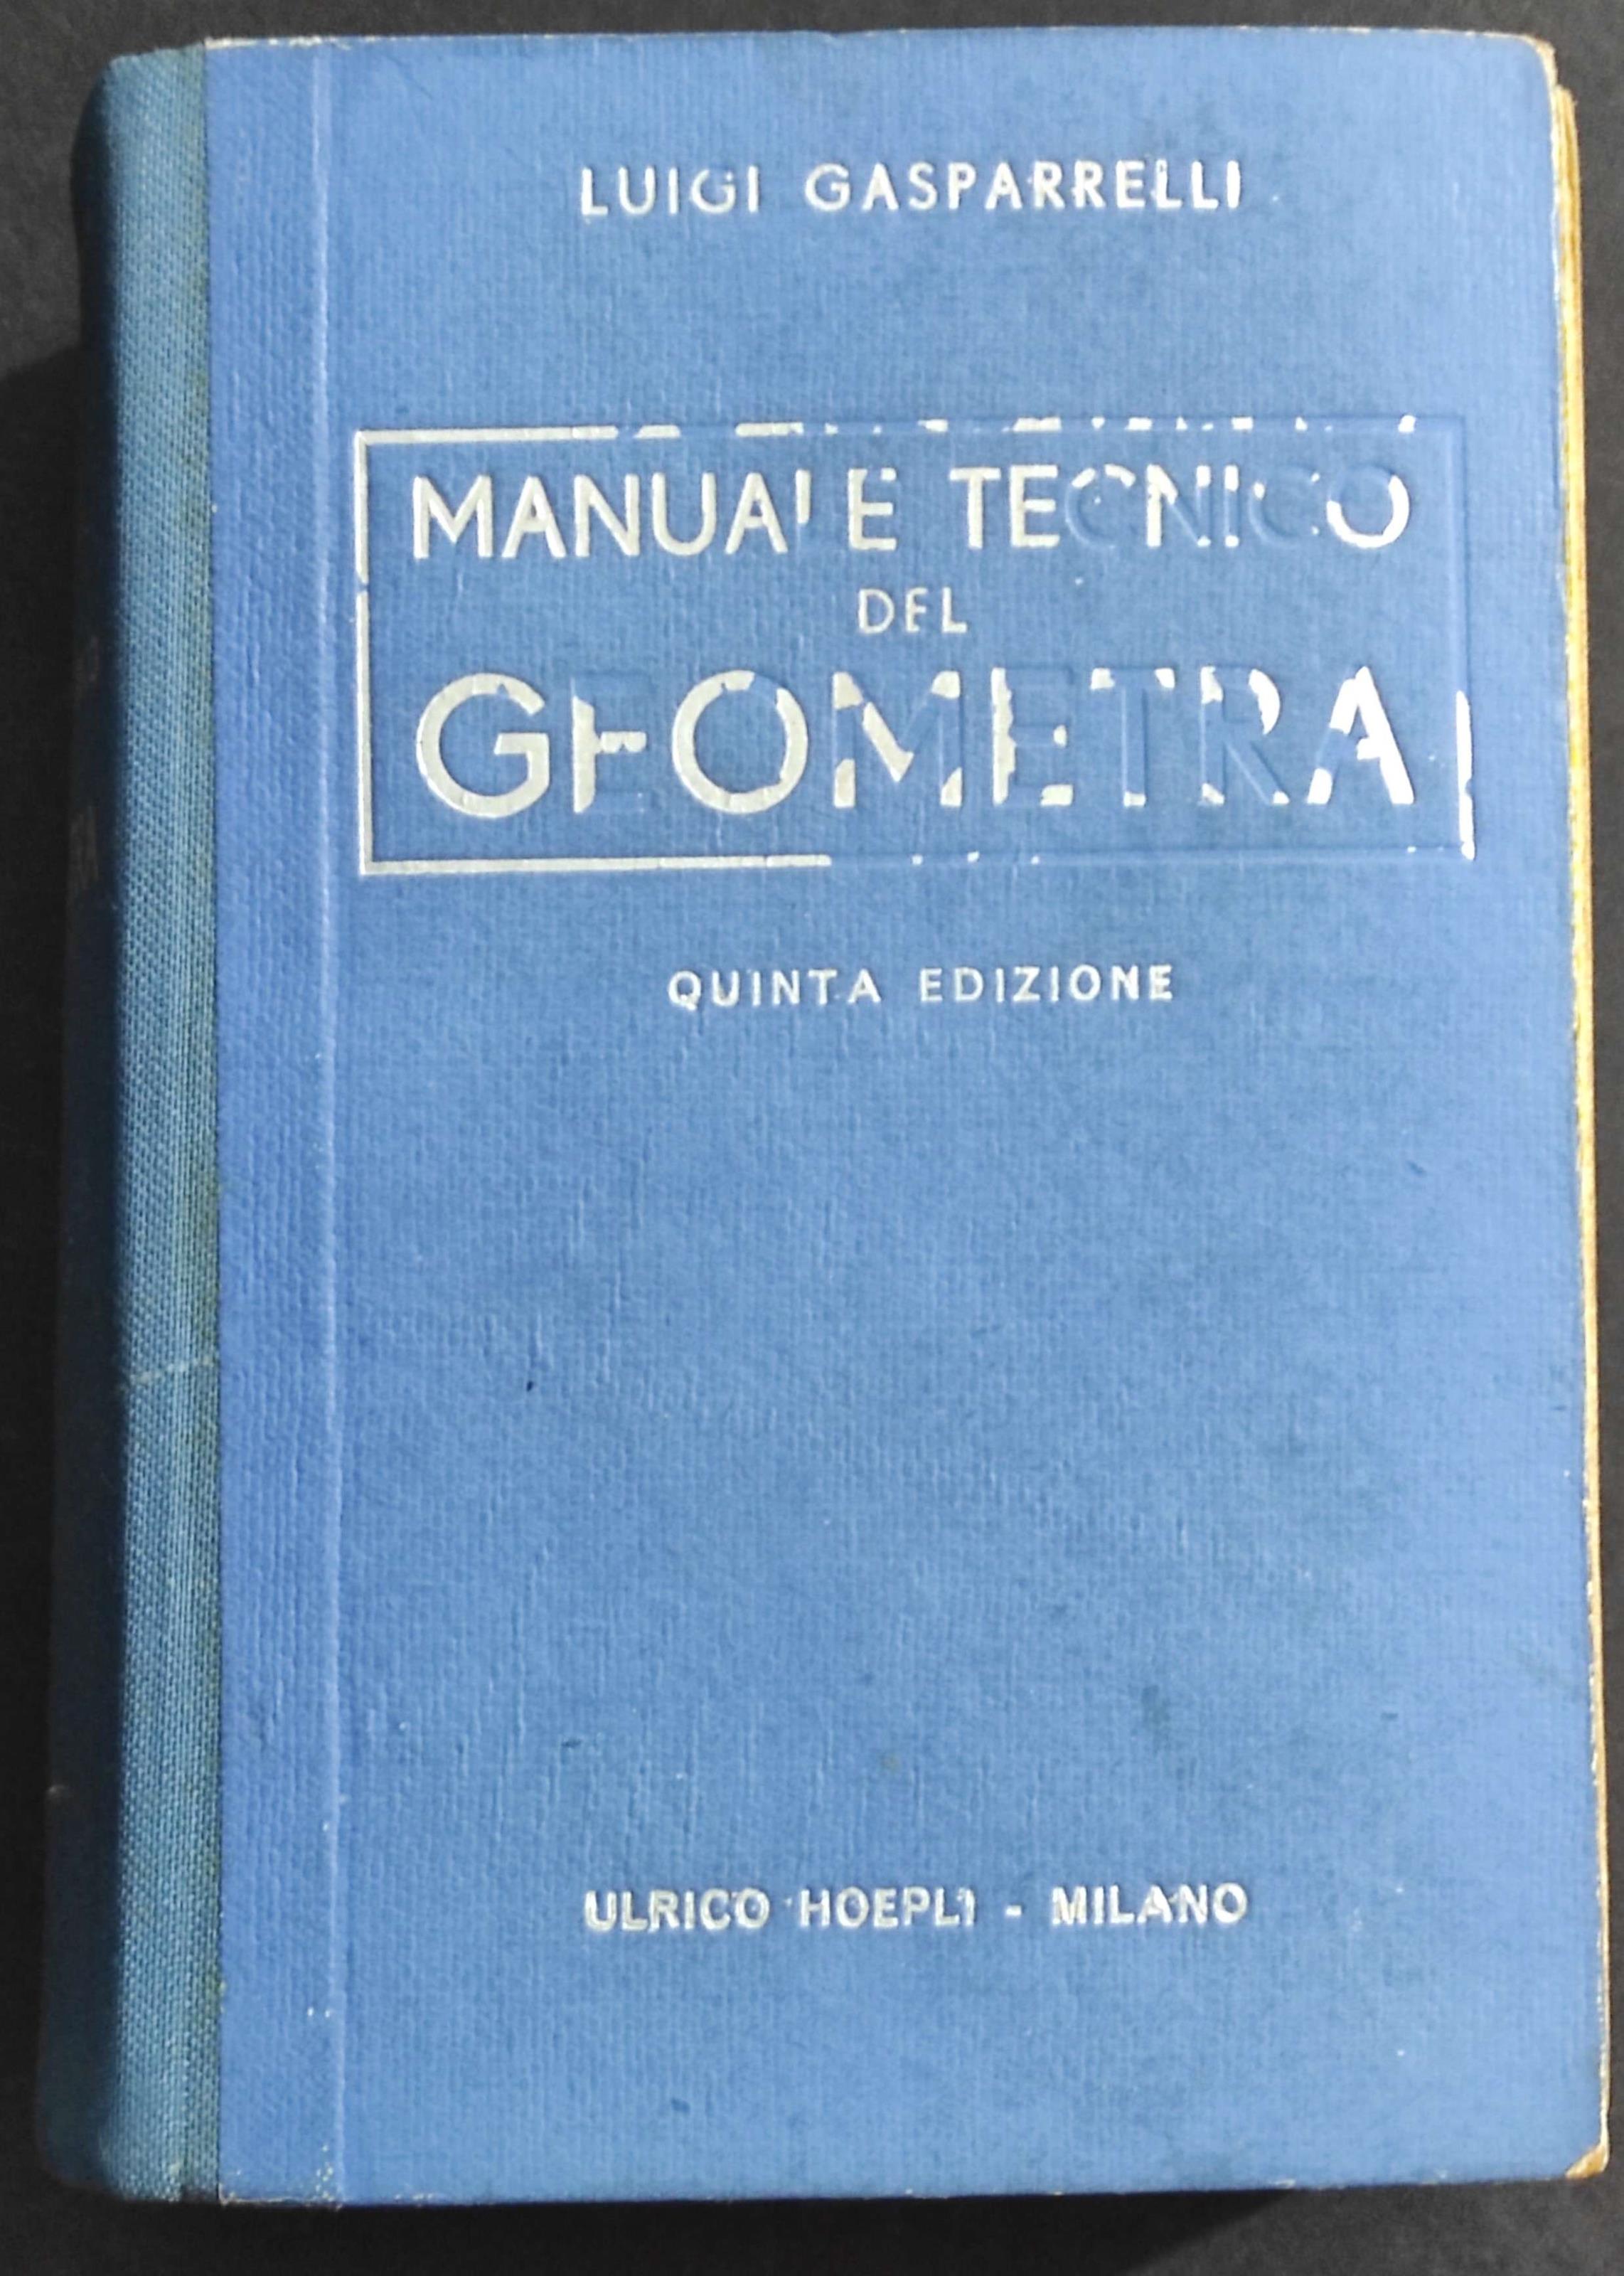 LUIGI GASPARRELLI
MANUALE TECNICO
DEL
GEOMETRA
QUINTA EDIZIONE
ULRICO HOEPLI - MILANO